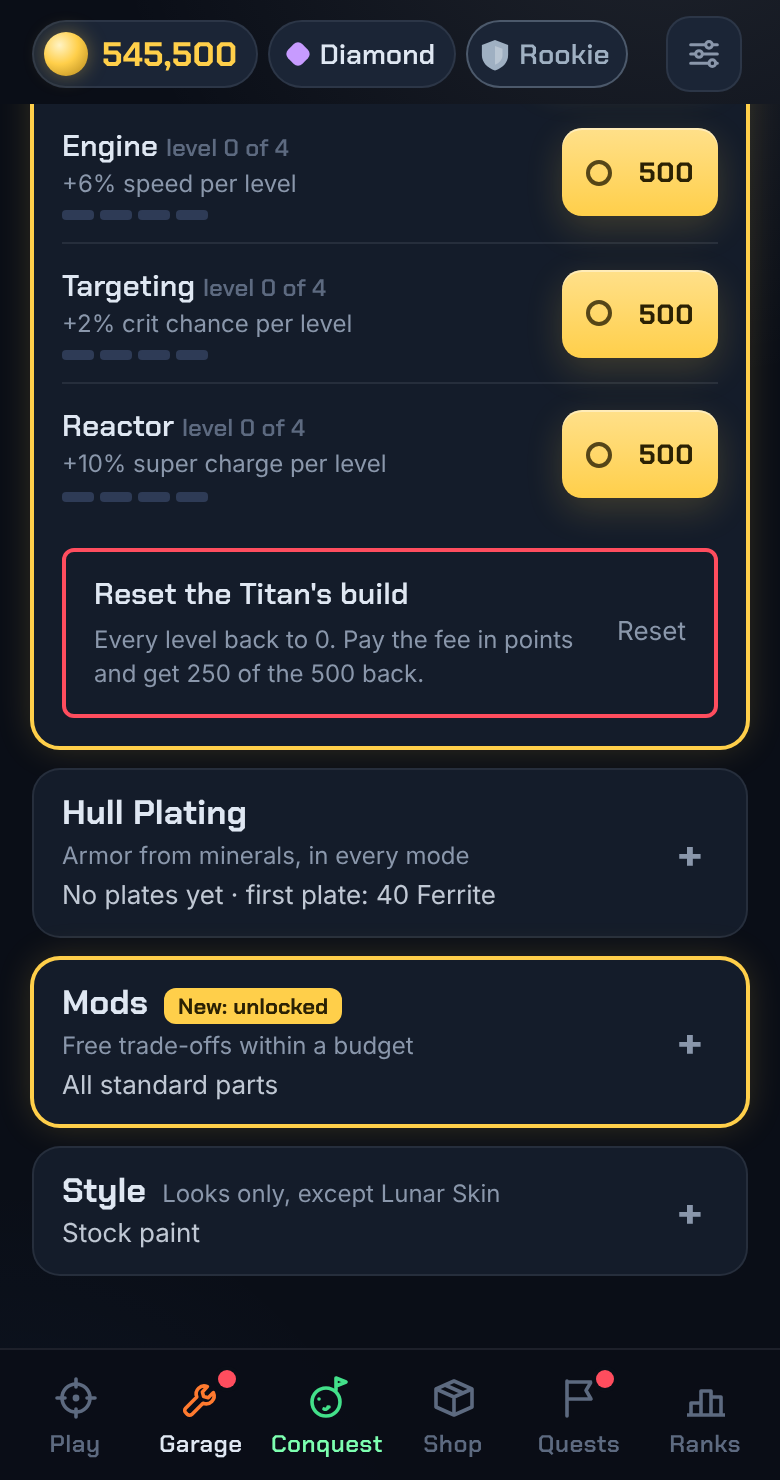 545,500
Diamond
Rookie
Engine level 0 of 4
+6% speed per level
500
Targeting level 0 of 4
+2% crit chance per level
500
Reactor level 0 of 4
+10% super charge per level
500
Reset the Titan's build
Every level back to 0. Pay the fee in points
and get 250 of the 500 back.
Reset
Hull Plating
Armor from minerals, in every mode
No plates yet · first plate: 40 Ferrite
+
Mods New: unlocked
Free trade-offs within a budget
All standard parts
+
Style Looks only, except Lunar Skin
Stock paint
+
Play
Garage
Conquest
Shop
Quests
Ranks